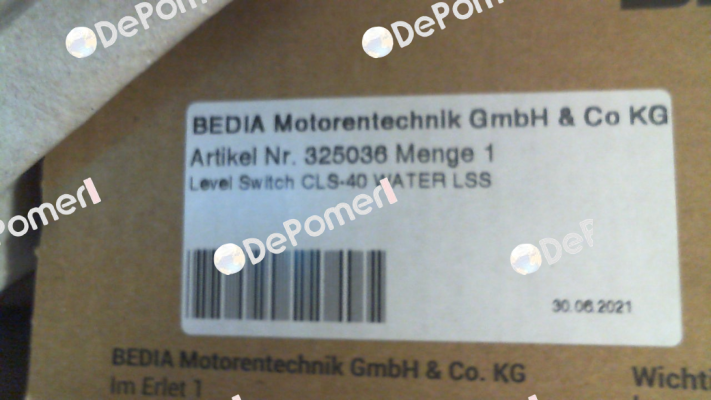 DePomerl
DePomerl
BEDIA Motorentechnik GmbH & Co KG
Artikel Nr. 325036 Menge 1
Level Switch CLS-40 WATER LSS
DePomerl
DePomerl
30.06.2021
BEDIA Motorentechnik GmbH & Co. KG
Im Erlet 1